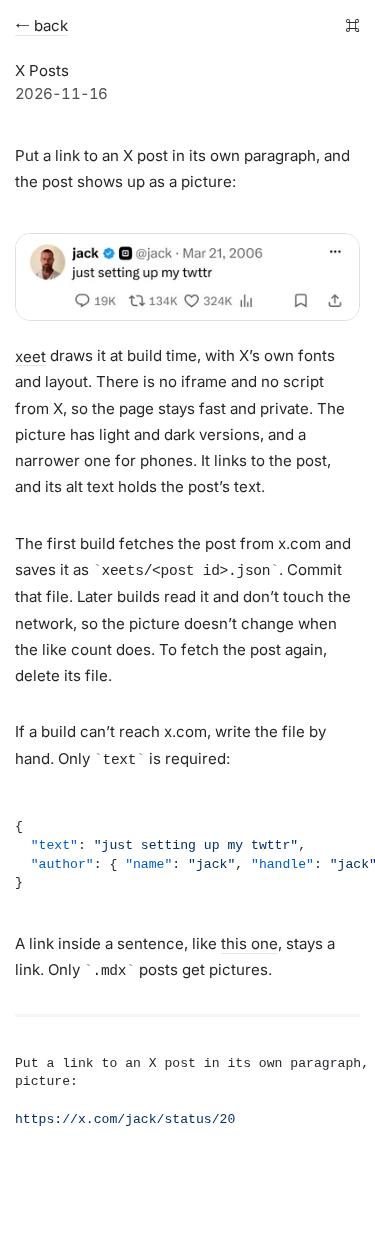 ← back
X Posts
2026-11-16
Put a link to an X post in its own paragraph, and
the post shows up as a picture:
jack @jack · Mar 21, 2006 ···
just setting up my twttr
19K 134K 324K
xeet draws it at build time, with X’s own fonts
and layout. There is no iframe and no script
from X, so the page stays fast and private. The
picture has light and dark versions, and a
narrower one for phones. It links to the post,
and its alt text holds the post’s text.
The first build fetches the post from x.com and
saves it as `xeets/<post id>.json`. Commit
that file. Later builds read it and don’t touch the
network, so the picture doesn’t change when
the like count does. To fetch the post again,
delete its file.
If a build can’t reach x.com, write the file by
hand. Only `text` is required:
{
  "text": "just setting up my twttr",
  "author": { "name": "jack", "handle": "jack"
}
A link inside a sentence, like this one, stays a
link. Only `.mdx` posts get pictures.
Put a link to an X post in its own paragraph,
picture:
https://x.com/jack/status/20